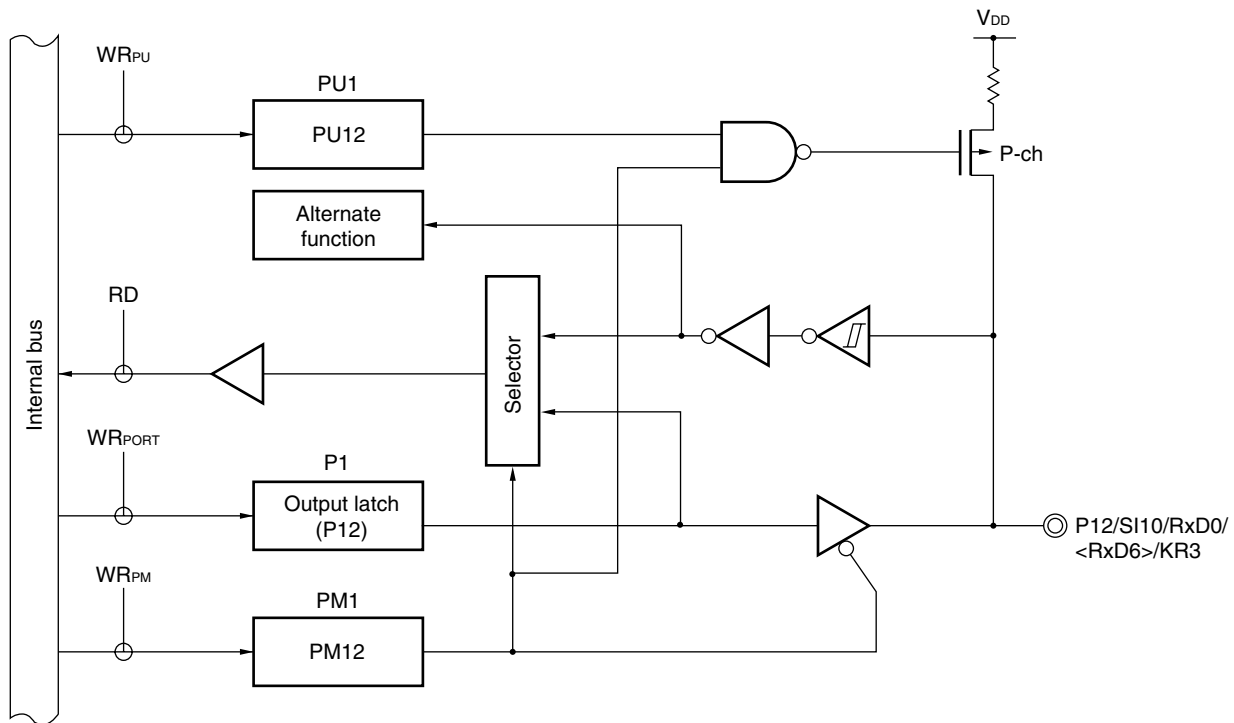 VDD
WRPU
PU1
PU12
P-ch
Alternate
function
RD
Selector
Internal bus
WRPORT
P1
Output latch
(P12)
P12/SI10/RxD0/
<RxD6>/KR3
WRPM
PM1
PM12